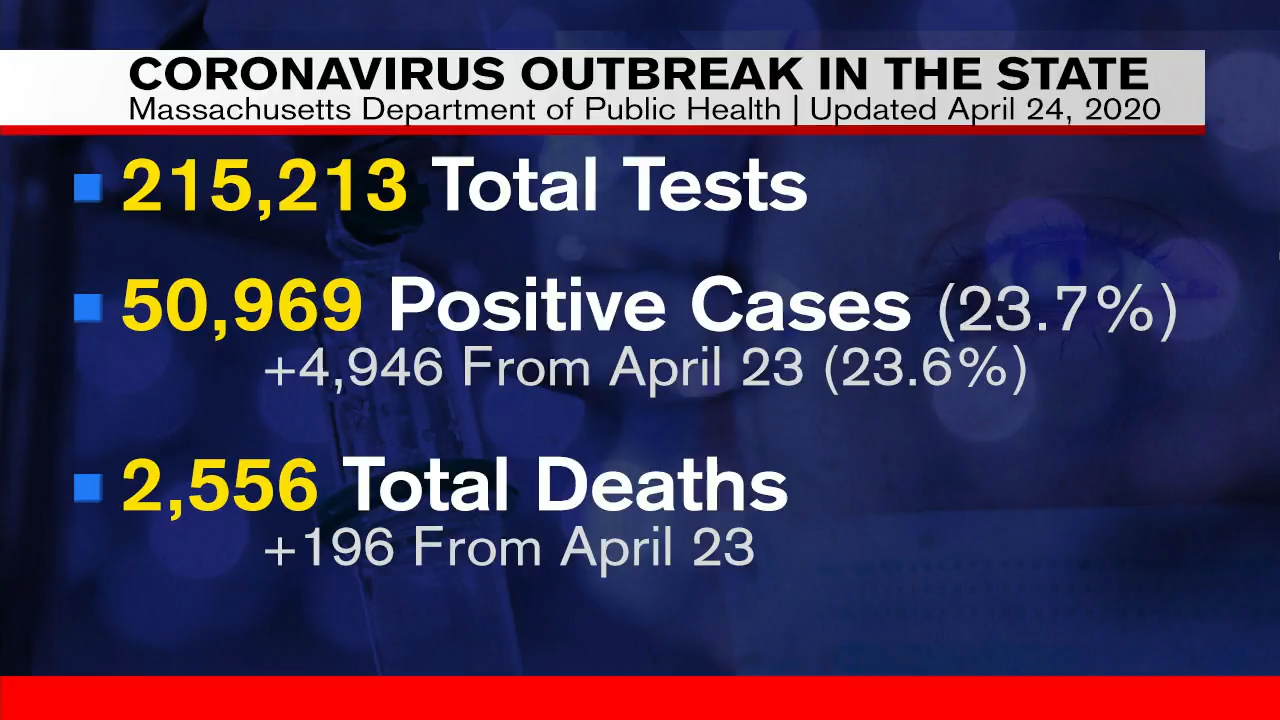 CORONAVIRUS OUTBREAK IN THE STATE
Massachusetts Department of Public Health | Updated April 24, 2020
215,213 Total Tests
50,969 Positive Cases (23.7%)
+4,946 From April 23 (23.6%)
2,556 Total Deaths
+196 From April 23